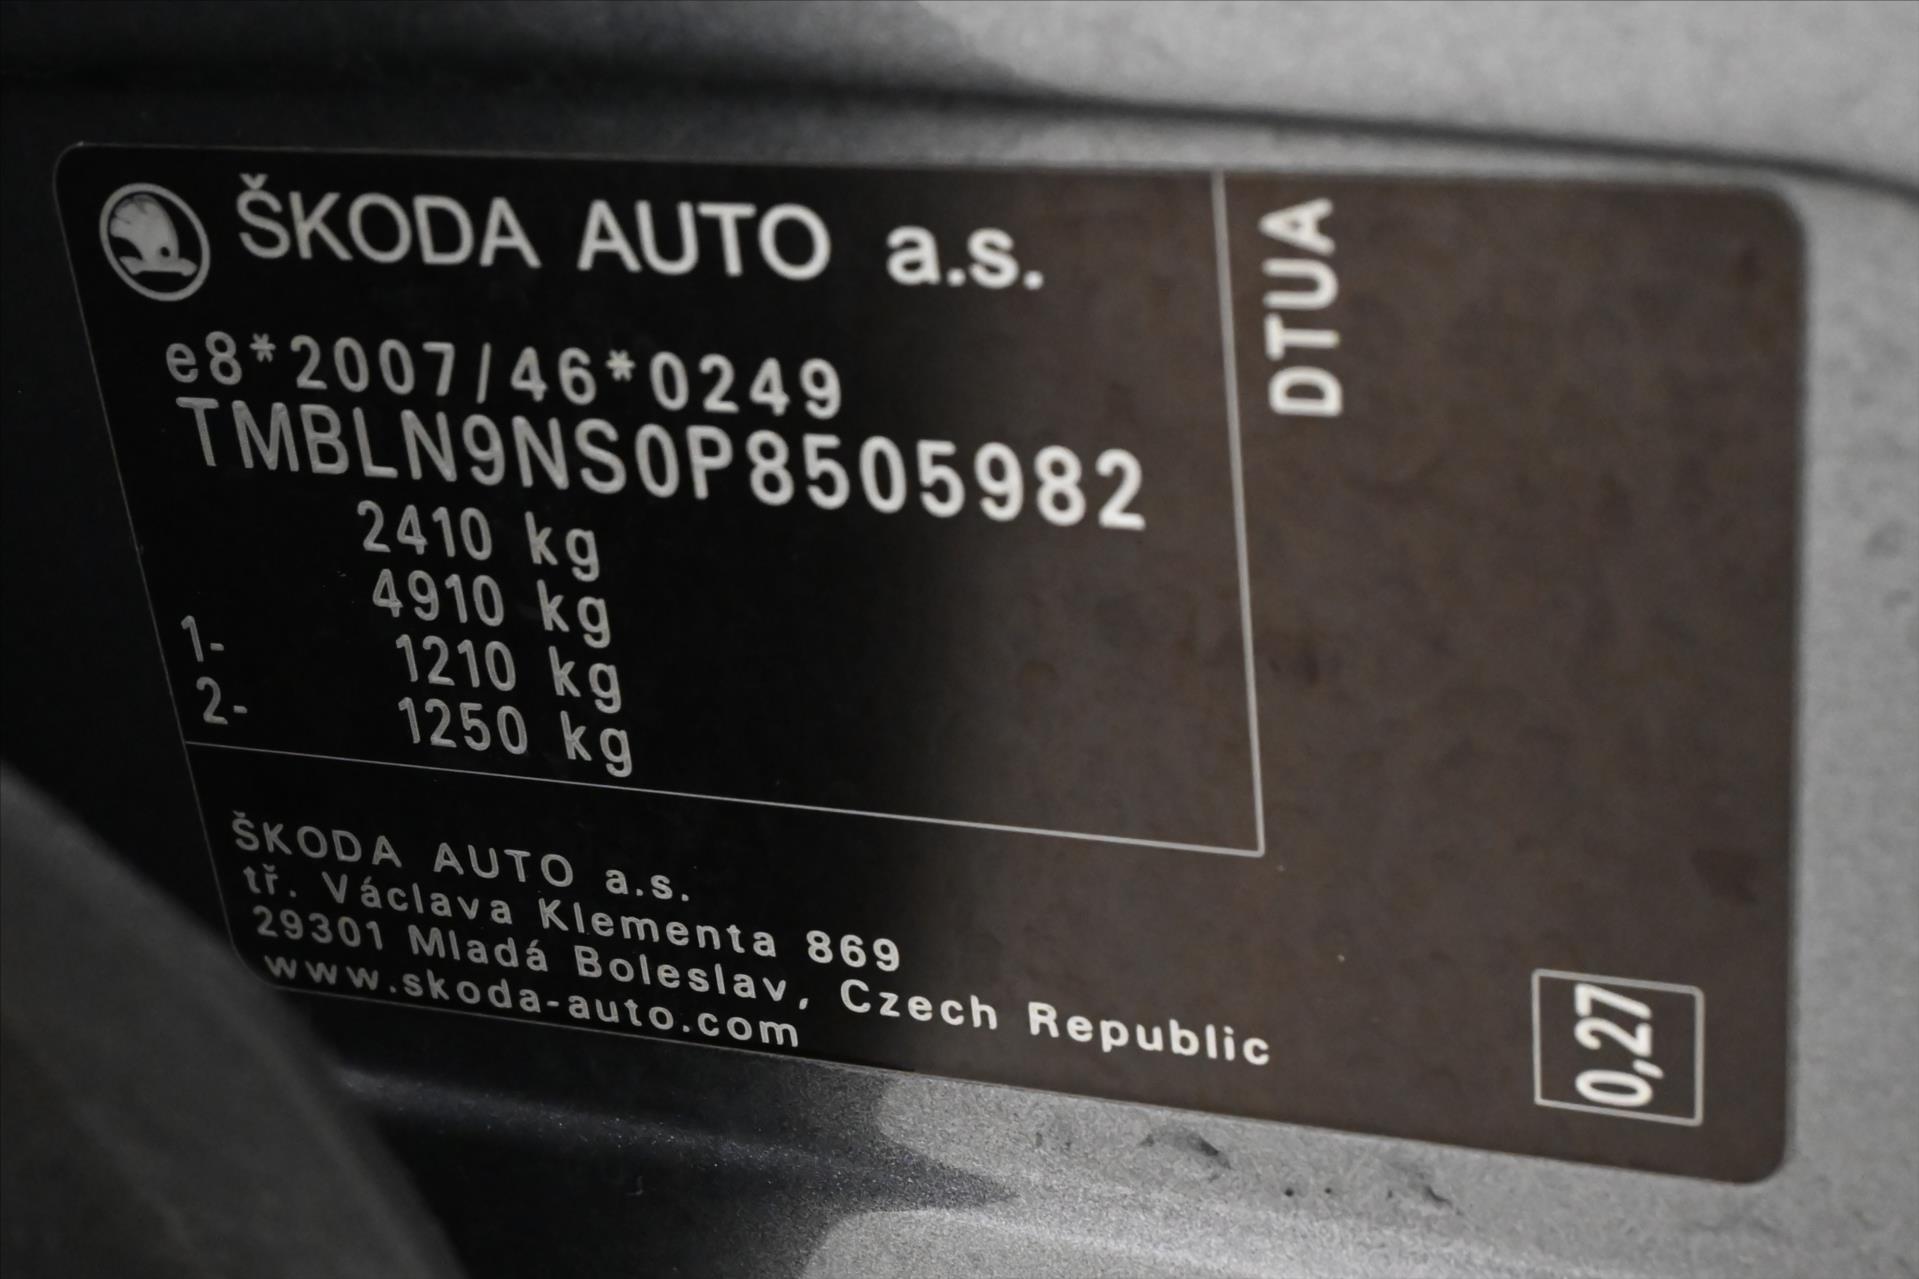 ŠKODA AUTO a.s.
e8*2007/46*0249
TMBLN9NS0P8505982
2410 kg
4910 kg
1- 1210 kg
2- 1250 kg
DTUA
ŠKODA AUTO a.s.
tř. Václava Klementa 869
29301 Mladá Boleslav, Czech Republic
www.skoda-auto.com
0,27